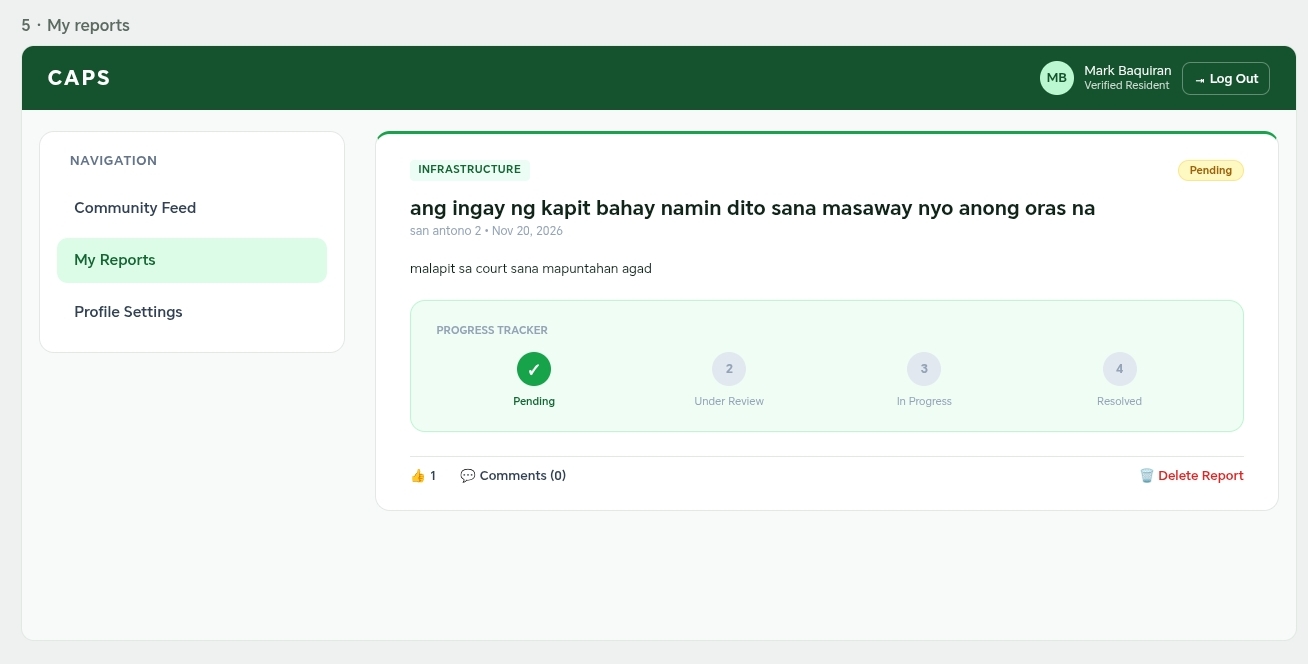 5 · My reports
CAPS
MB
Mark Baquiran
Verified Resident
⇥ Log Out
NAVIGATION
Community Feed
My Reports
Profile Settings
INFRASTRUCTURE
Pending
ang ingay ng kapit bahay namin dito sana masaway nyo anong oras na
san antono 2 • Nov 20, 2026
malapit sa court sana mapuntahan agad
PROGRESS TRACKER
✓ 2 3 4
Pending Under Review In Progress Resolved
👍 1 💬 Comments (0) 🗑️ Delete Report